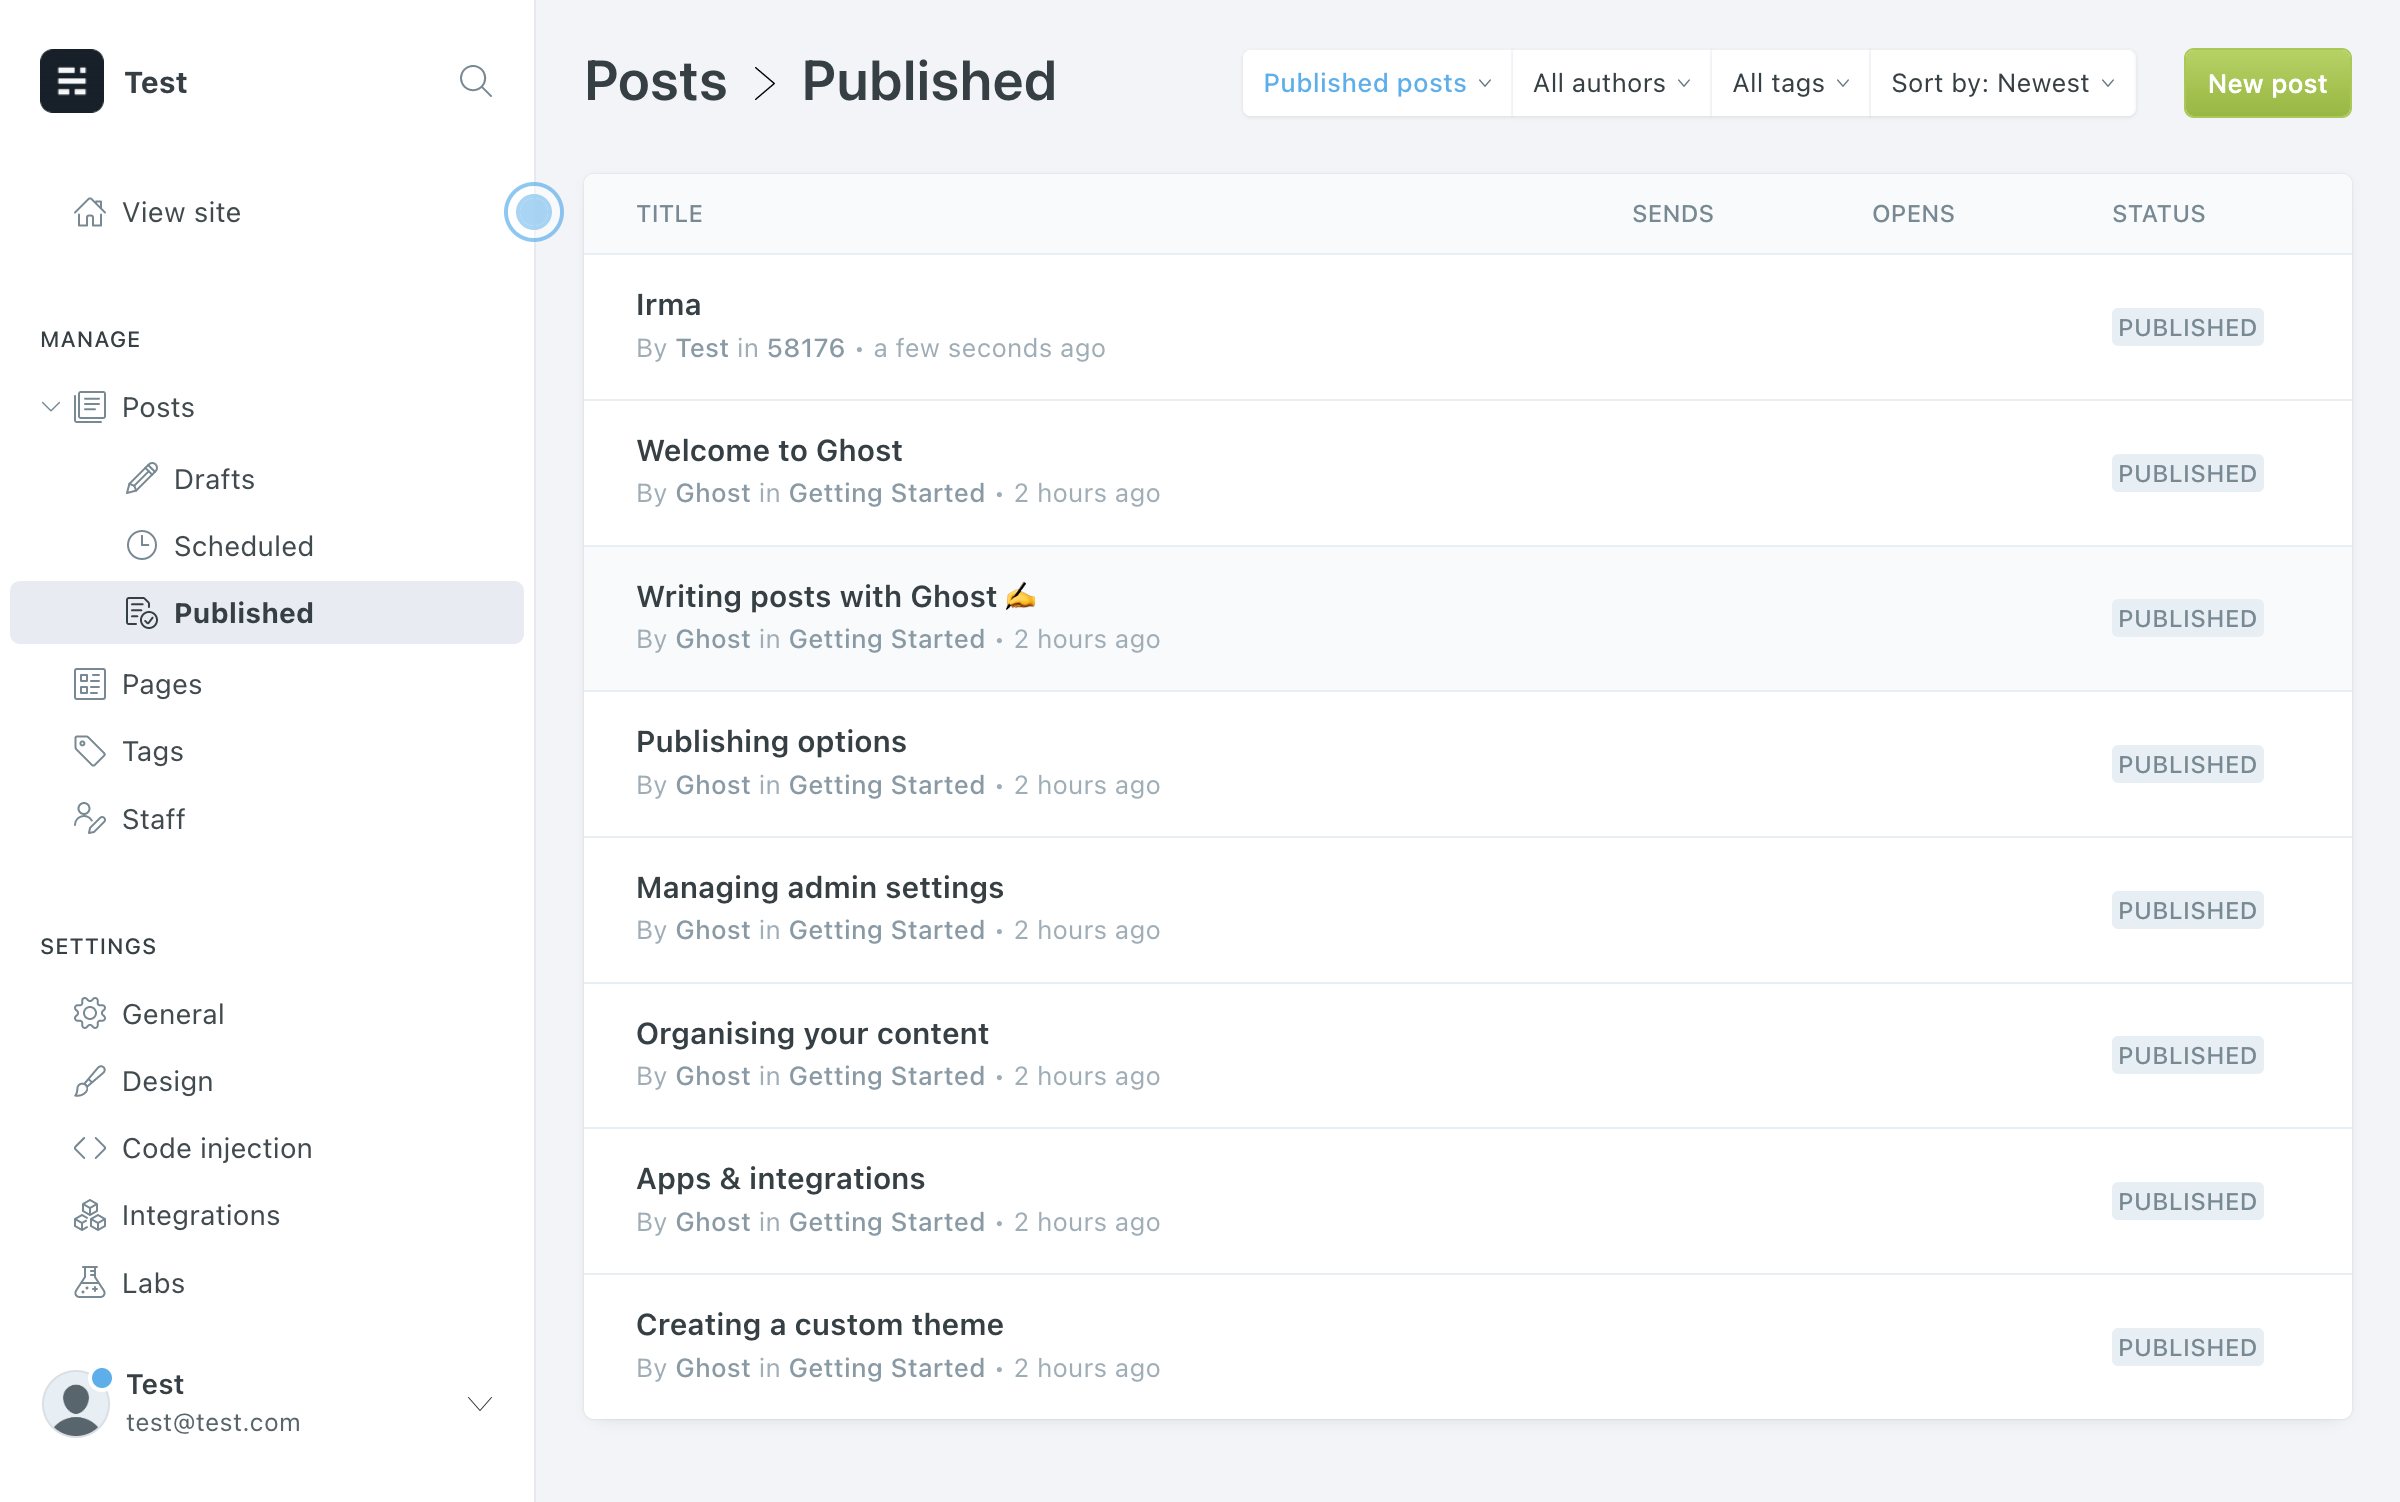 Test
View site
MANAGE
Posts
Drafts
Scheduled
Published
Pages
Tags
Staff
SETTINGS
General
Design
Code injection
Integrations
Labs
Test
test@test.com
Posts > Published
Published posts
All authors
All tags
Sort by: Newest
New post
TITLE SENDS OPENS STATUS
Irma
By Test in 58176 • a few seconds ago
PUBLISHED
Welcome to Ghost
By Ghost in Getting Started • 2 hours ago
PUBLISHED
Writing posts with Ghost ✍️
By Ghost in Getting Started • 2 hours ago
PUBLISHED
Publishing options
By Ghost in Getting Started • 2 hours ago
PUBLISHED
Managing admin settings
By Ghost in Getting Started • 2 hours ago
PUBLISHED
Organising your content
By Ghost in Getting Started • 2 hours ago
PUBLISHED
Apps & integrations
By Ghost in Getting Started • 2 hours ago
PUBLISHED
Creating a custom theme
By Ghost in Getting Started • 2 hours ago
PUBLISHED